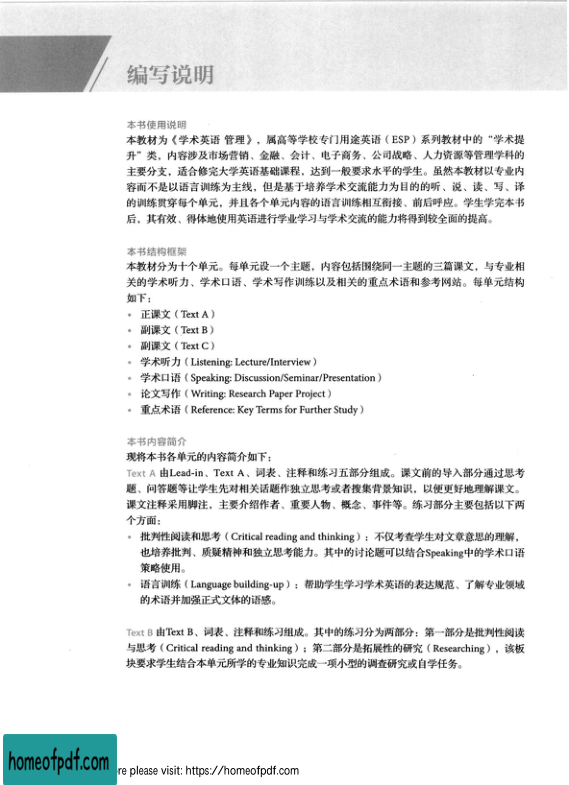 编写说明
本书使用说明
本教材为《学术英语 管理》，属高等学校专门用途英语（ESP）系列教材中的“学术提
升”类，内容涉及市场营销、金融、会计、电子商务、公司战略、人力资源等管理学科的
主要分支，适合修完大学英语基础课程，达到一般要求水平的学生。虽然本教材以专业内
容而不是以语言训练为主线，但是基于培养学术交流能力为目的的听、说、读、写、译
的训练贯穿每个单元，并且各个单元内容的语言训练相互衔接、前后呼应。学生学完本书
后，其有效、得体地使用英语进行学业学习与学术交流的能力将得到较全面的提高。
本书结构框架
本教材分为十个单元。每单元设一个主题，内容包括围绕同一主题的三篇课文，与专业相
关的学术听力、学术口语、学术写作训练以及相关的重点术语和参考网站。每单元结构
如下：
• 正课文（Text A）
• 副课文（Text B）
• 副课文（Text C）
• 学术听力（Listening: Lecture/Interview）
• 学术口语（Speaking: Discussion/Seminar/Presentation）
• 论文写作（Writing: Research Paper Project）
• 重点术语（Reference: Key Terms for Further Study）
本书内容简介
现将本书各单元的内容简介如下：
Text A 由Lead-in、Text A、词表、注释和练习五部分组成。课文前的导入部分通过思考
题、问答题等让学生先对相关话题作独立思考或者搜集背景知识，以便更好地理解课文。
课文注释采用脚注，主要介绍作者、重要人物、概念、事件等。练习部分主要包括以下两
个方面：
• 批判性阅读和思考（Critical reading and thinking）：不仅考查学生对文章意思的理解，
也培养批判、质疑精神和独立思考能力。其中的讨论题可以结合Speaking中的学术口语
策略使用。
• 语言训练（Language building-up）：帮助学生学习学术英语的表达规范、了解专业领域
的术语并加强正式文体的语感。
Text B 由Text B、词表、注释和练习组成。其中的练习分为两部分：第一部分是批判性阅读
与思考（Critical reading and thinking）；第二部分是拓展性的研究（Researching），该板
块要求学生结合本单元所学的专业知识完成一项小型的调查研究或自学任务。
homeofpdf.com
re please visit: https://homeofpdf.com